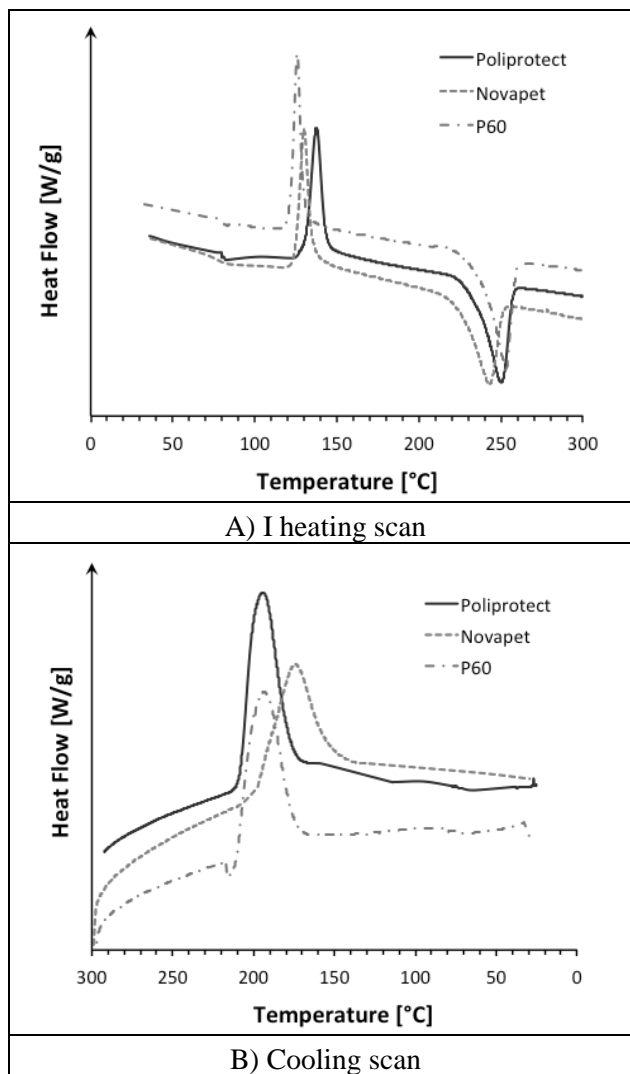 Poliprotect
Novapet
P60
Heat Flow [W/g]
0 50 100 150 200 250 300
Temperature [°C]
A) I heating scan
Poliprotect
Novapet
P60
Heat Flow [W/g]
300 250 200 150 100 50 0
Temperature [°C]
B) Cooling scan